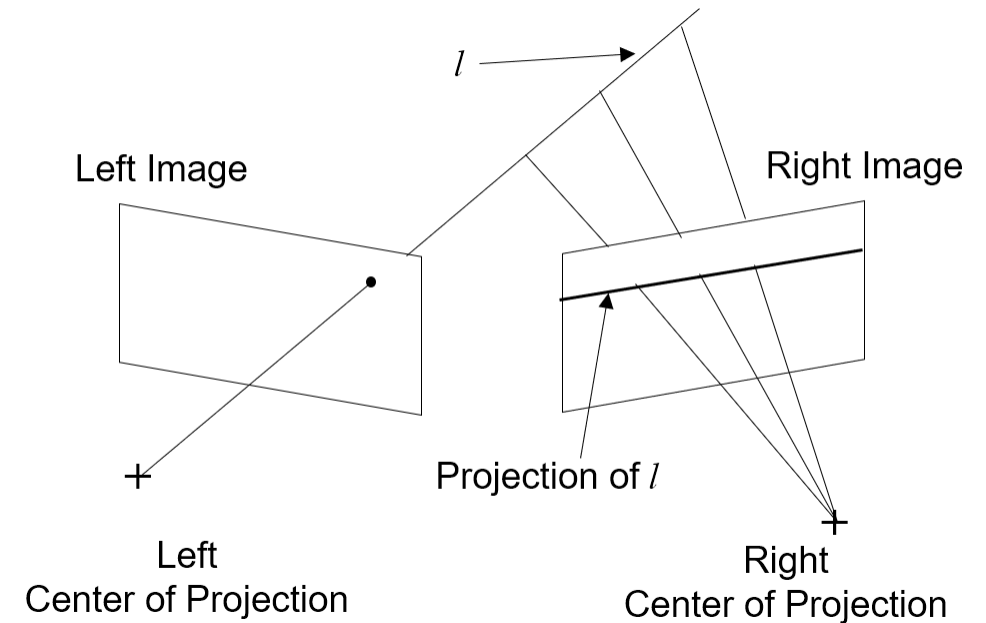 l
Left Image
Right Image
Projection of l
Left
Center of Projection
Right
Center of Projection